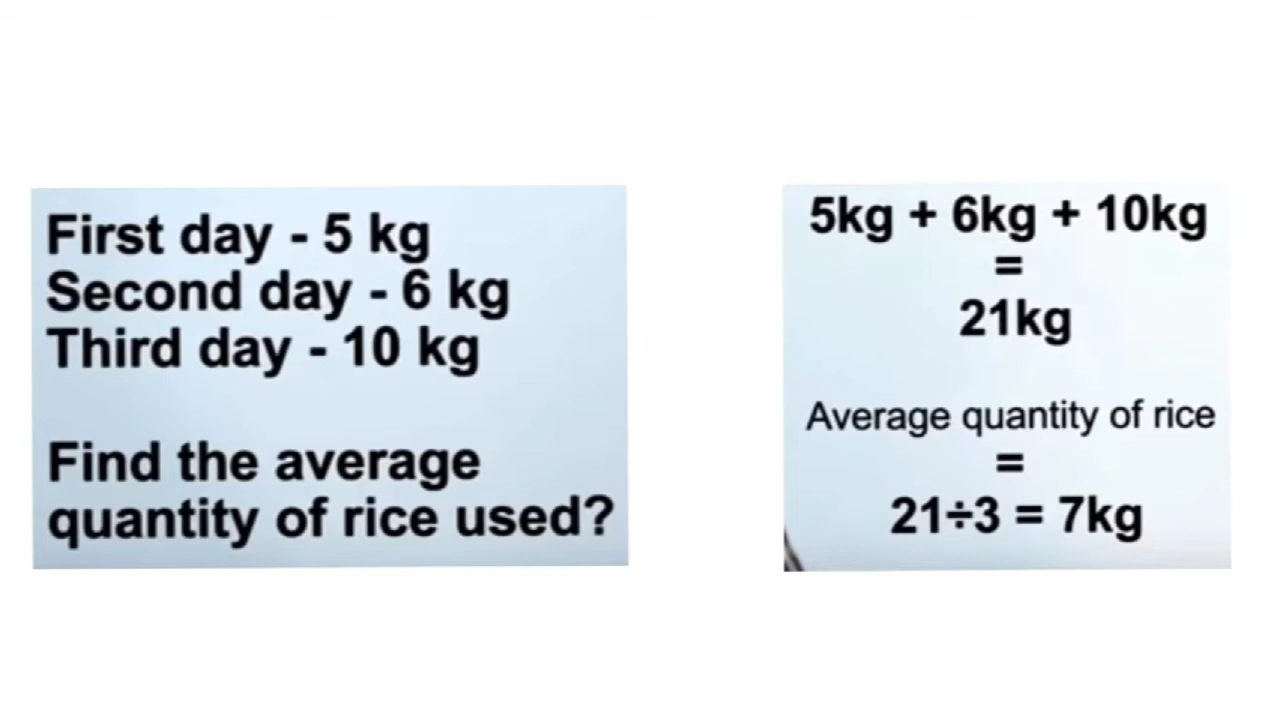 First day - 5 kg
Second day - 6 kg
Third day - 10 kg
Find the average
quantity of rice used?
5kg + 6kg + 10kg
=
21kg
Average quantity of rice
=
21÷3 = 7kg